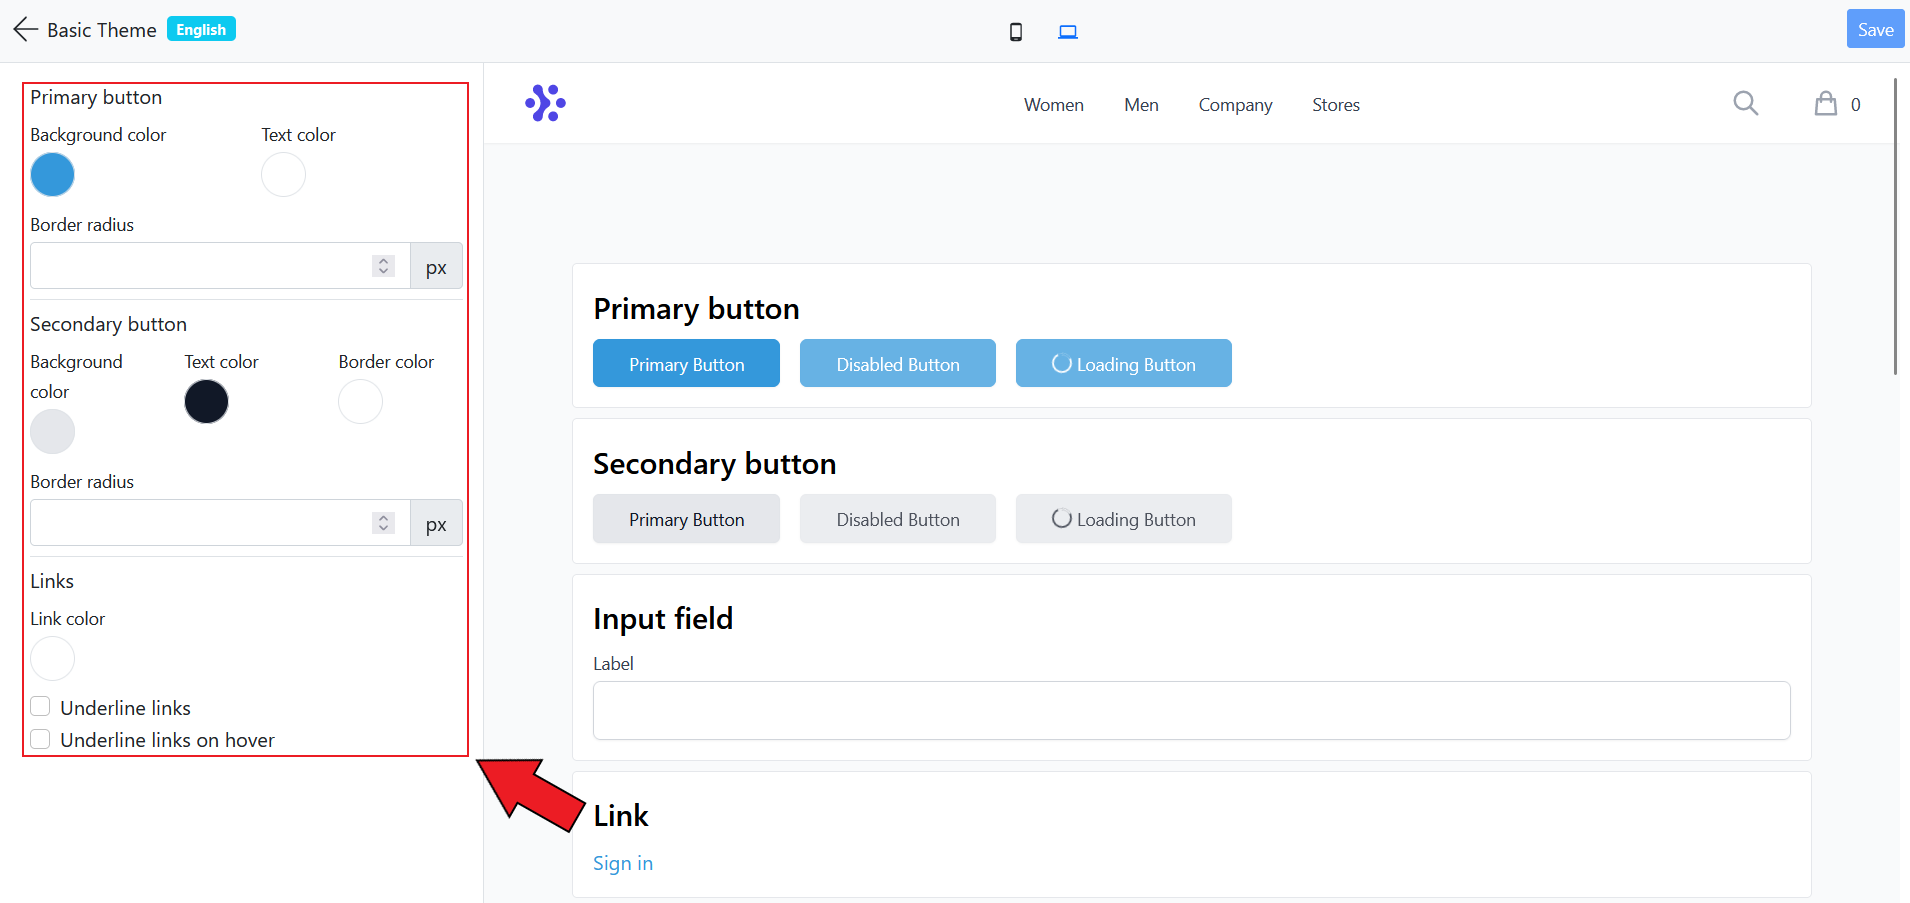 Basic Theme English
Save
Primary button
Background color Text color
Border radius
px
Secondary button
Background color Text color Border color
Border radius
px
Links
Link color
Underline links
Underline links on hover
Women Men Company Stores 0
Primary button
Primary Button Disabled Button Loading Button
Secondary button
Primary Button Disabled Button Loading Button
Input field
Label
Link
Sign in